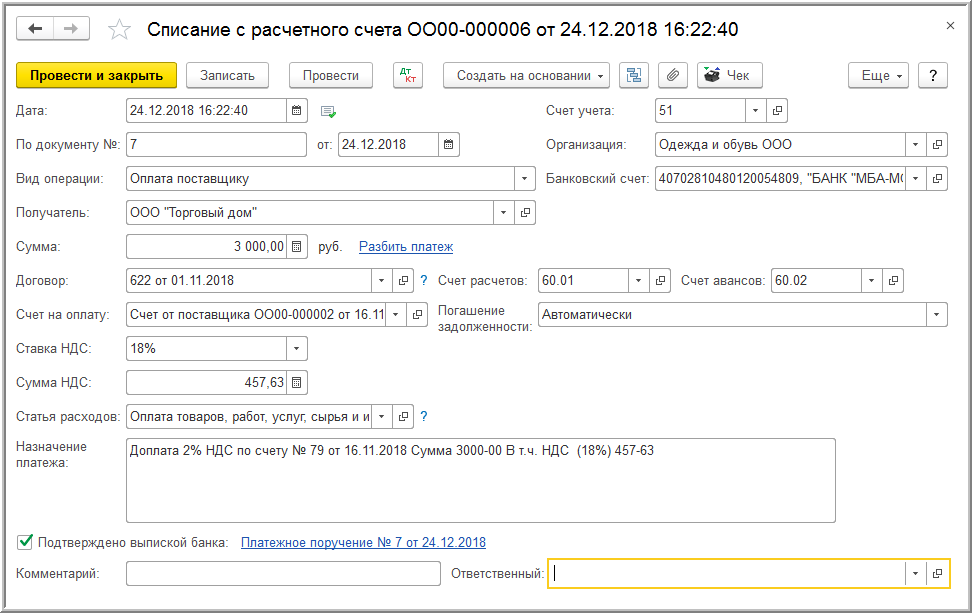 Списание с расчетного счета ОО00-000006 от 24.12.2018 16:22:40
Провести и закрыть Записать Провести Дт Кт Создать на основании Чек Еще ?
Дата: 24.12.2018 16:22:40 Счет учета: 51
По документу №: 7 от: 24.12.2018 Организация: Одежда и обувь ООО
Вид операции: Оплата поставщику Банковский счет: 40702810480120054809, "БАНК "МБА-МО
Получатель: ООО "Торговый дом"
Сумма: 3 000,00 руб. Разбить платеж
Договор: 622 от 01.11.2018 ? Счет расчетов: 60.01 Счет авансов: 60.02
Счет на оплату: Счет от поставщика ОО00-000002 от 16.11 Погашение задолженности: Автоматически
Ставка НДС: 18%
Сумма НДС: 457,63
Статья расходов: Оплата товаров, работ, услуг, сырья и и ?
Назначение платежа: Доплата 2% НДС по счету № 79 от 16.11.2018 Сумма 3000-00 В т.ч. НДС (18%) 457-63
Подтверждено выпиской банка: Платежное поручение № 7 от 24.12.2018
Комментарий: Ответственный: